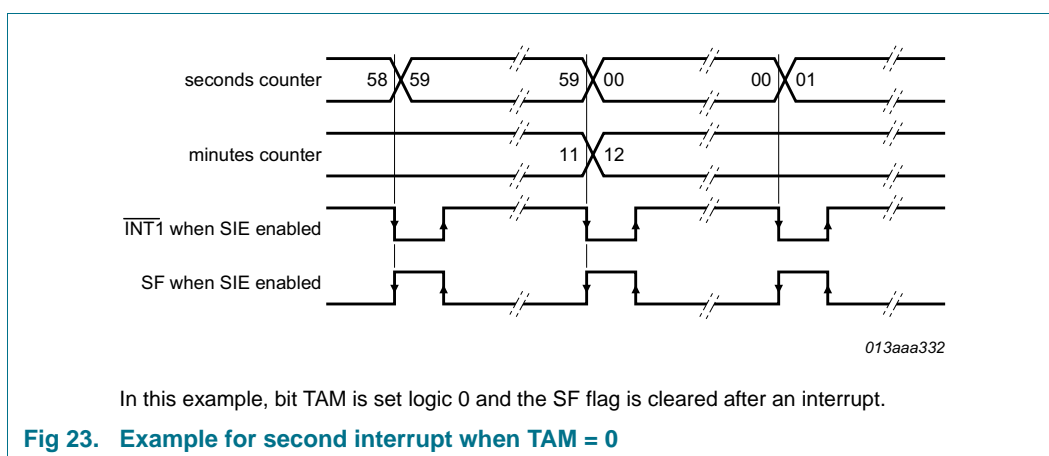 seconds counter 58 59 59 00 00 01
minutes counter 11 12
INT1 when SIE enabled
SF when SIE enabled
013aaa332
In this example, bit TAM is set logic 0 and the SF flag is cleared after an interrupt.
Fig 23. Example for second interrupt when TAM = 0